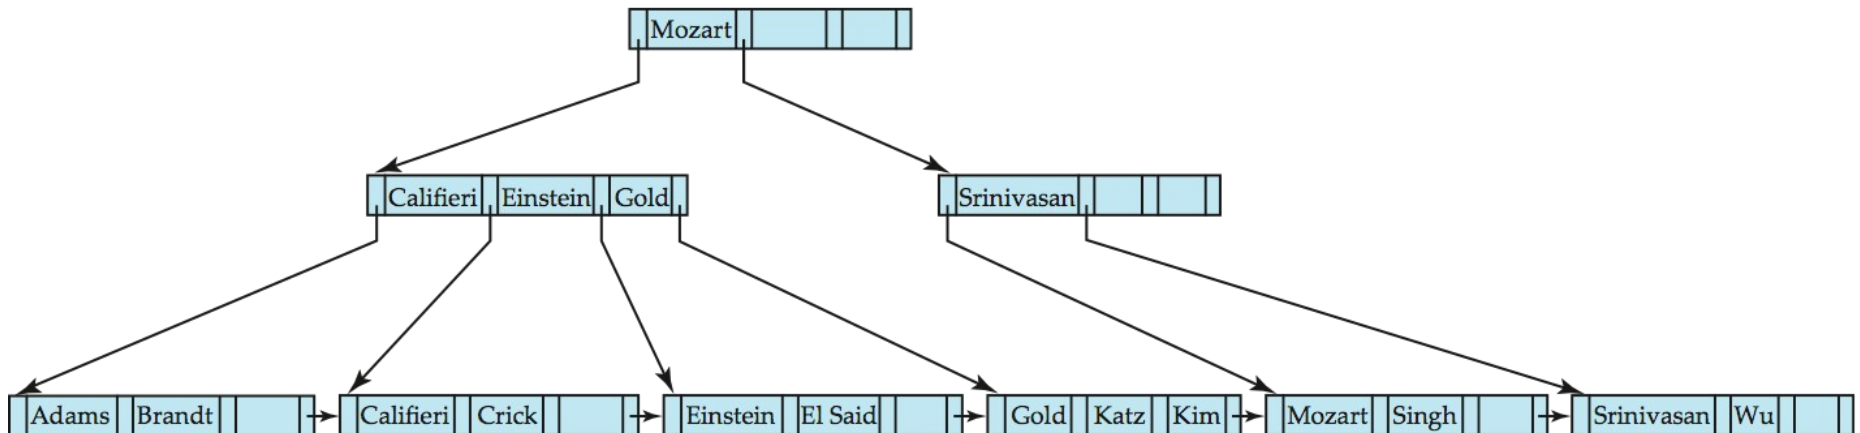 Mozart
Califieri Einstein Gold Srinivasan
Adams Brandt Califieri Crick Einstein El Said Gold Katz Kim Mozart Singh Srinivasan Wu